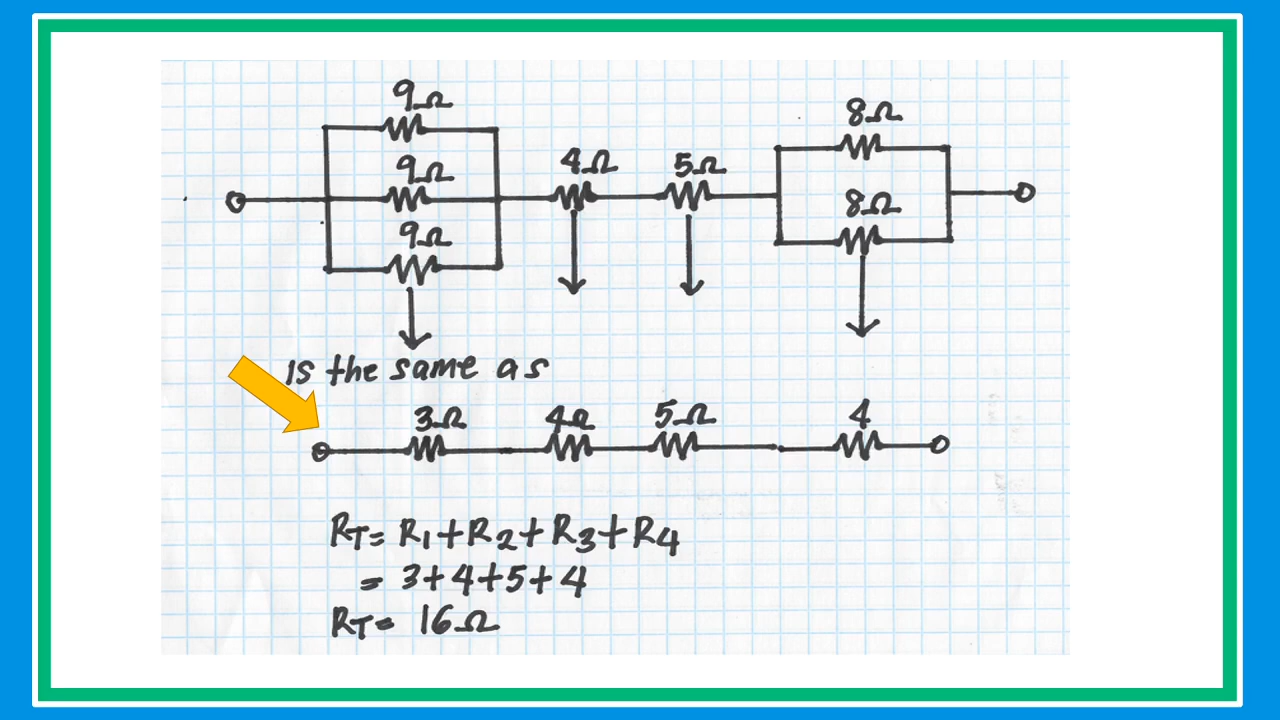 9Ω
9Ω
9Ω
4Ω
5Ω
8Ω
8Ω
is the same as
3Ω
4Ω
5Ω
4
RT= R1+R2+R3+R4
= 3+4+5+4
RT= 16Ω